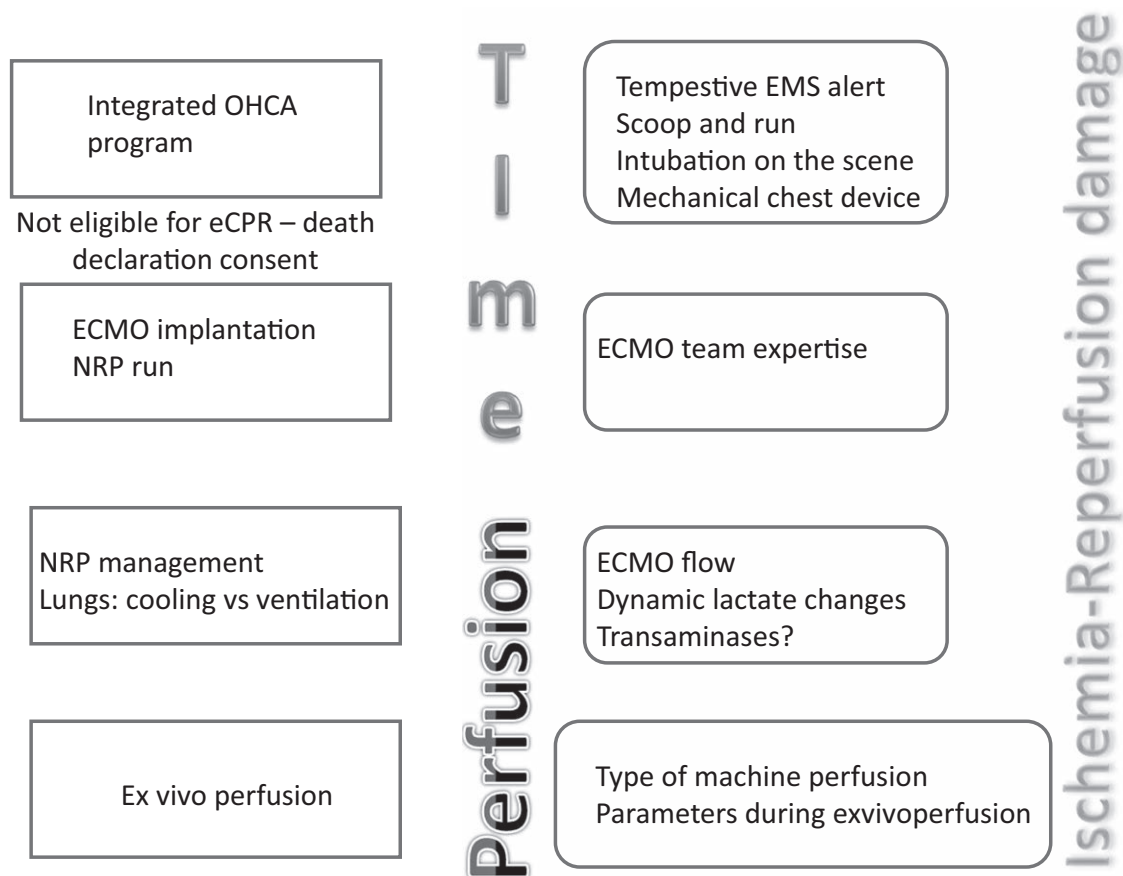 Integrated OHCA
program
Not eligible for eCPR – death
declaration consent
ECMO implantation
NRP run
NRP management
Lungs: cooling vs ventilation
Ex vivo perfusion
TIme
Perfusion
Tempestive EMS alert
Scoop and run
Intubation on the scene
Mechanical chest device
ECMO team expertise
ECMO flow
Dynamic lactate changes
Transaminases?
Type of machine perfusion
Parameters during exvivoperfusion
Ischemia-Reperfusion damage